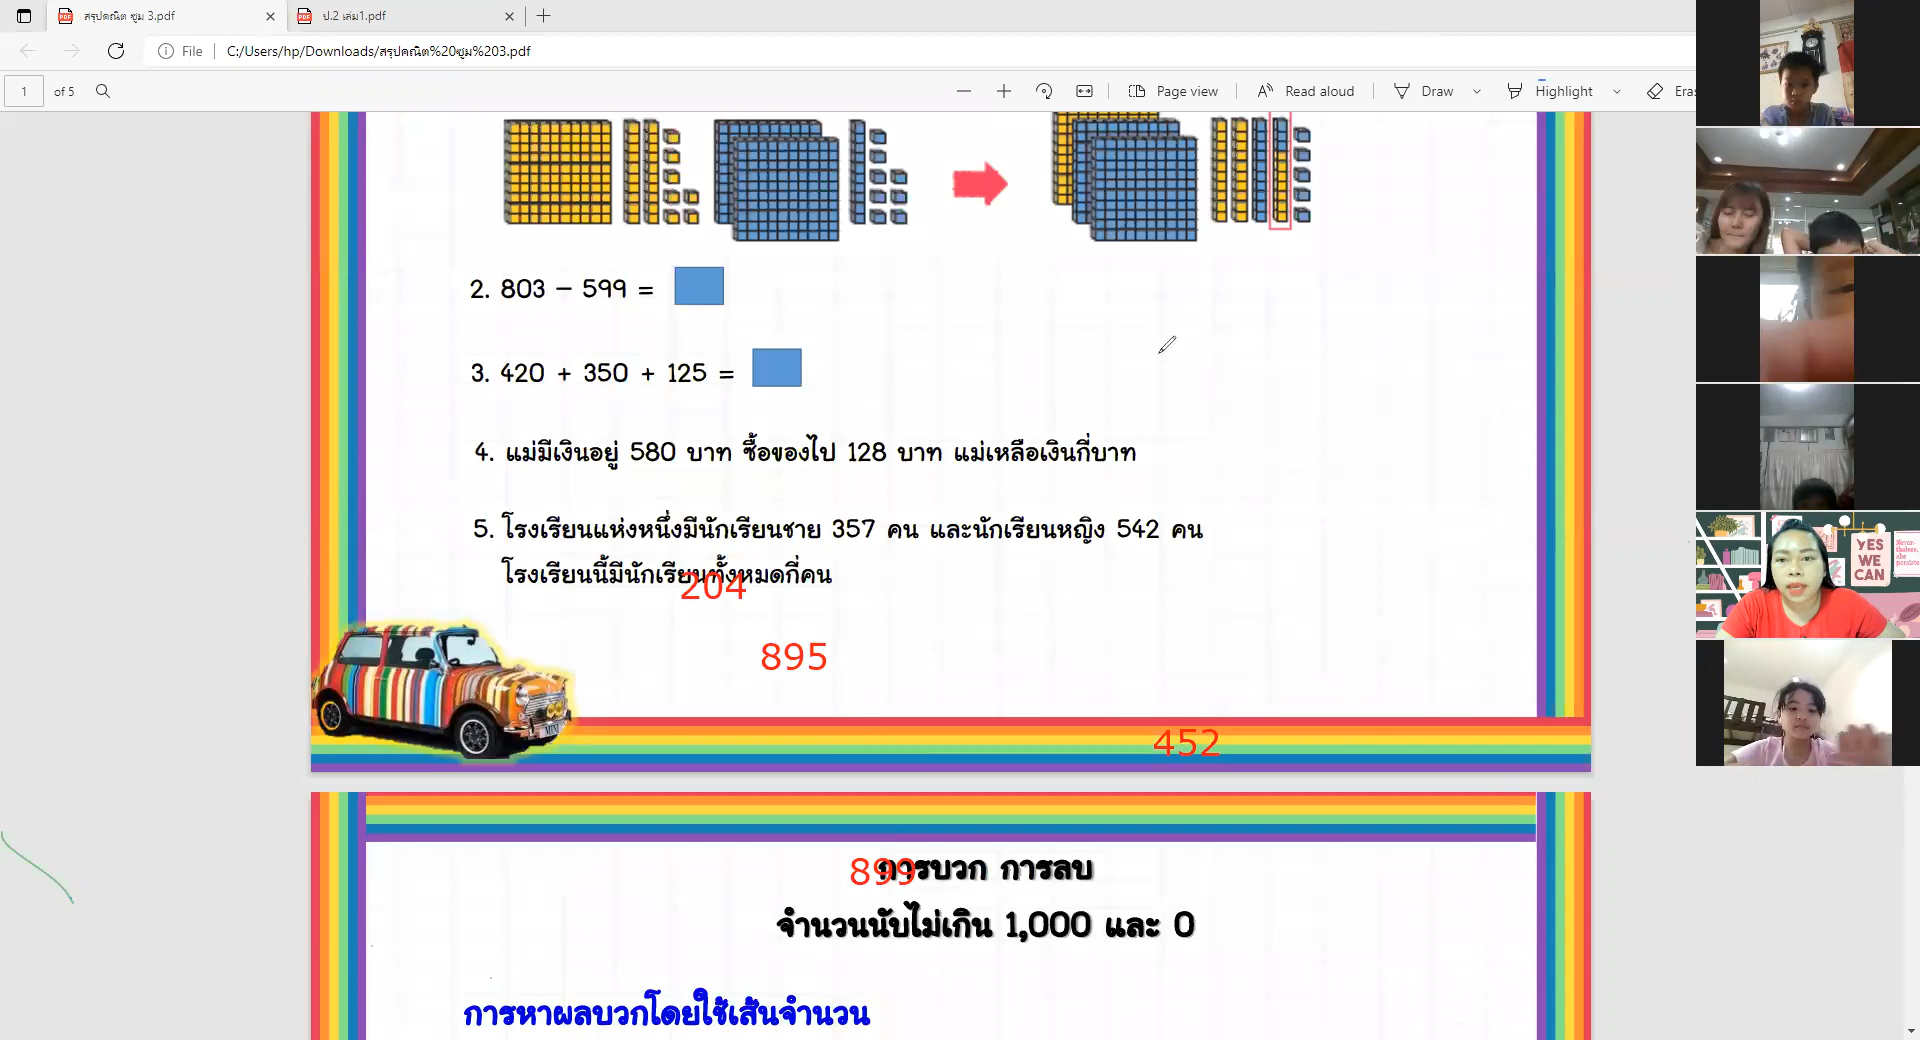 สรุปคณิต ซูม 3.pdf
ป.2 เล่ม1.pdf
File
C:/Users/hp/Downloads/สรุปคณิต%20ซูม%203.pdf
1 of 5
Page view
Read aloud
Draw
Highlight
Eras
2. 803 – 599 =
3. 420 + 350 + 125 =
4. แม่มีเงินอยู่ 580 บาท ซื้อของไป 128 บาท แม่เหลือเงินกี่บาท
5. โรงเรียนแห่งหนึ่งมีนักเรียนชาย 357 คน และนักเรียนหญิง 542 คน
โรงเรียนนี้มีนักเรียนทั้งหมดกี่คน
204
895
452
MINI
899
การบวก การลบ
จำนวนนับไม่เกิน 1,000 และ 0
การหาผลบวกโดยใช้เส้นจำนวน
YES
WE
CAN
Never-
theless,
she
persisted